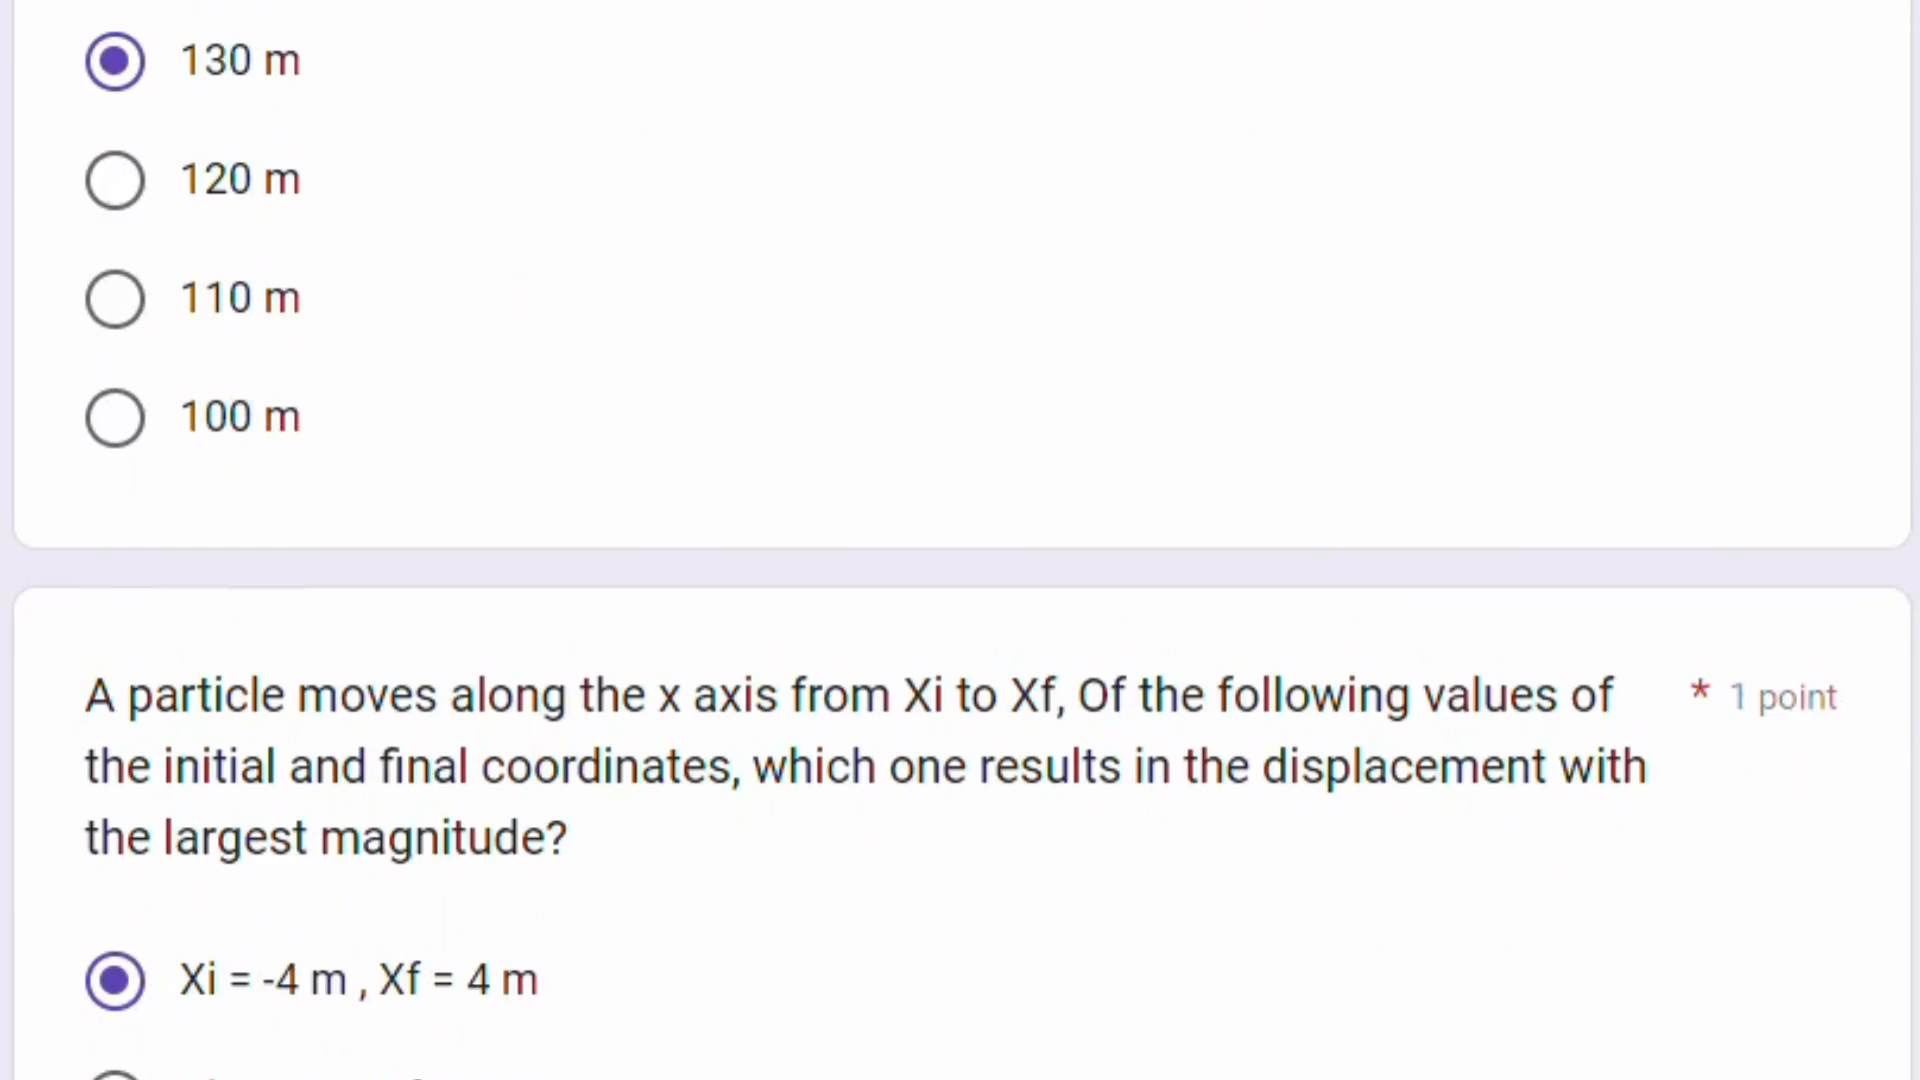 130 m
120 m
110 m
100 m
A particle moves along the x axis from Xi to Xf, Of the following values of * 1 point
the initial and final coordinates, which one results in the displacement with
the largest magnitude?
Xi = -4 m , Xf = 4 m